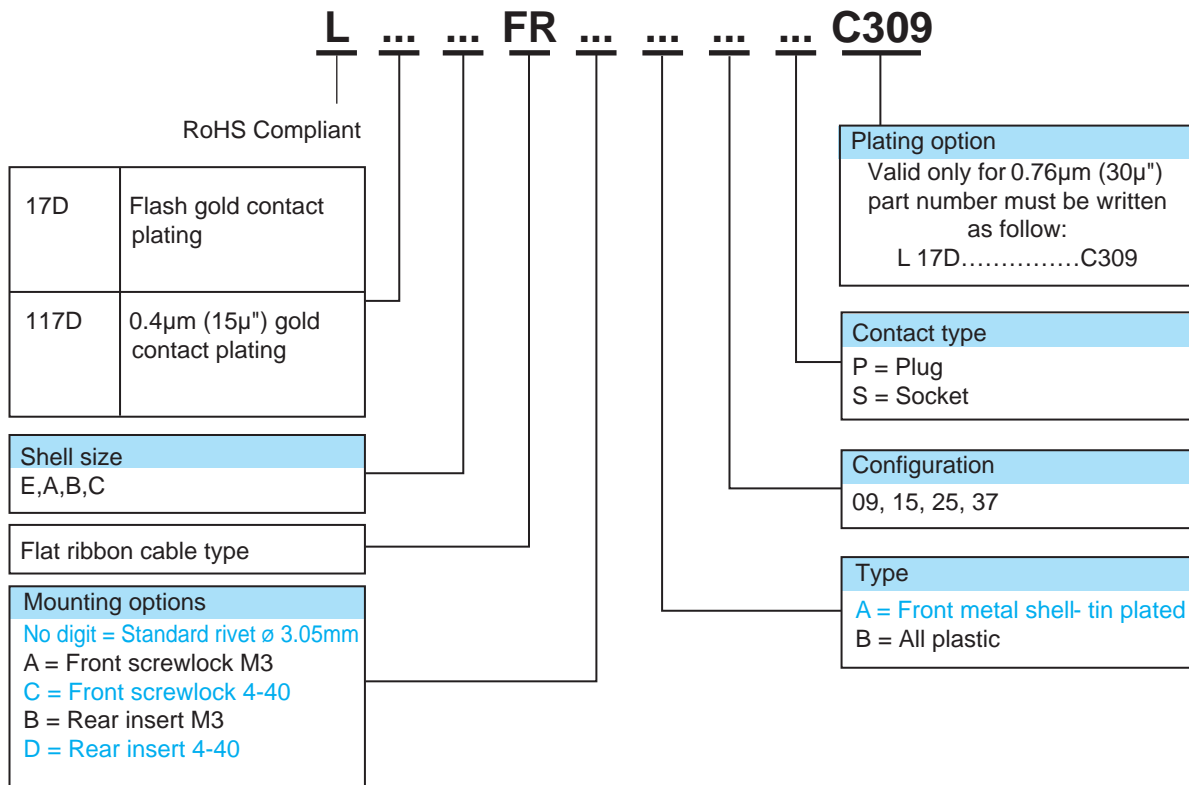 L ... ... FR ... ... ... ... C309
RoHS Compliant
17D Flash gold contact
plating
117D 0.4µm (15µ") gold
contact plating
Shell size
E,A,B,C
Flat ribbon cable type
Mounting options
No digit = Standard rivet ø 3.05mm
A = Front screwlock M3
C = Front screwlock 4-40
B = Rear insert M3
D = Rear insert 4-40
Plating option
Valid only for 0.76µm (30µ")
part number must be written
as follow:
L 17D...............C309
Contact type
P = Plug
S = Socket
Configuration
09, 15, 25, 37
Type
A = Front metal shell- tin plated
B = All plastic